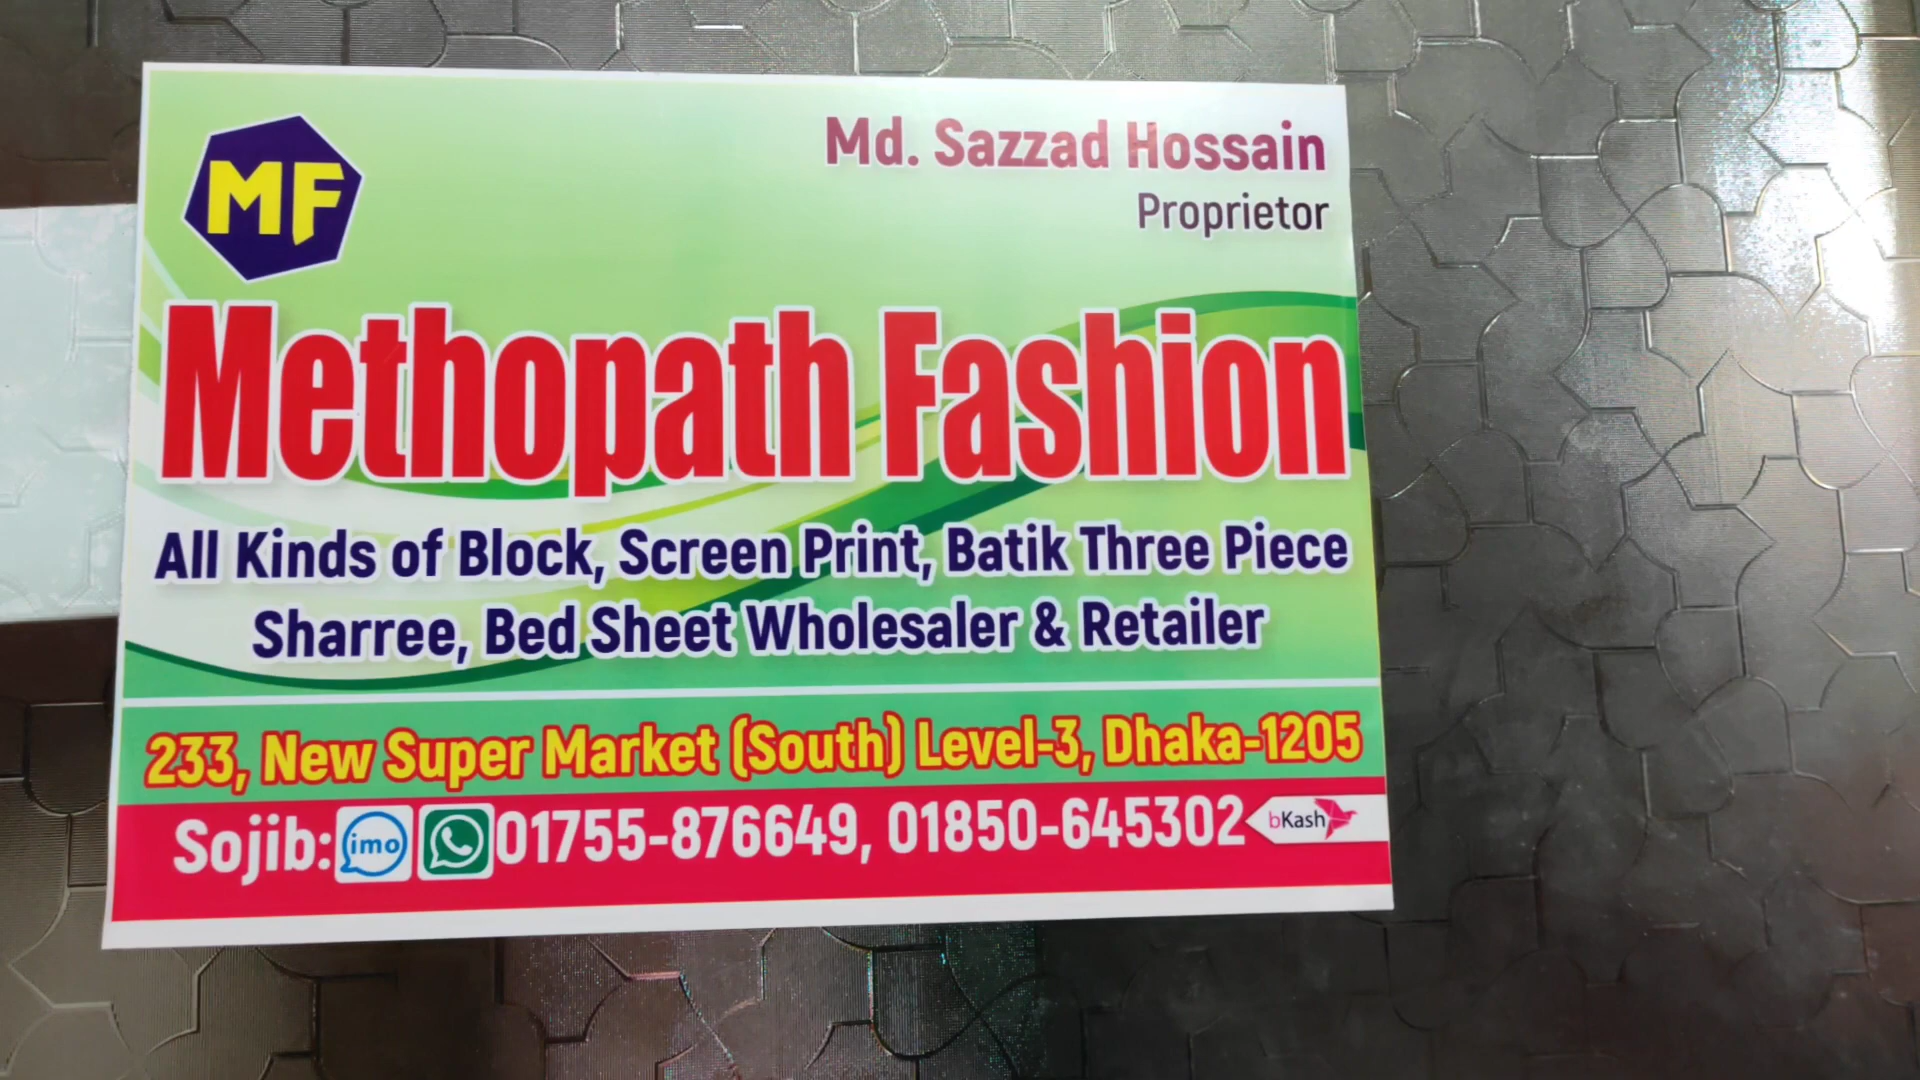 MF
Md. Sazzad Hossain
Proprietor
Methopath Fashion
All Kinds of Block, Screen Print, Batik Three Piece
Sharree, Bed Sheet Wholesaler & Retailer
233, New Super Market (South) Level-3, Dhaka-1205
Sojib: imo 01755-876649, 01850-645302 bKash